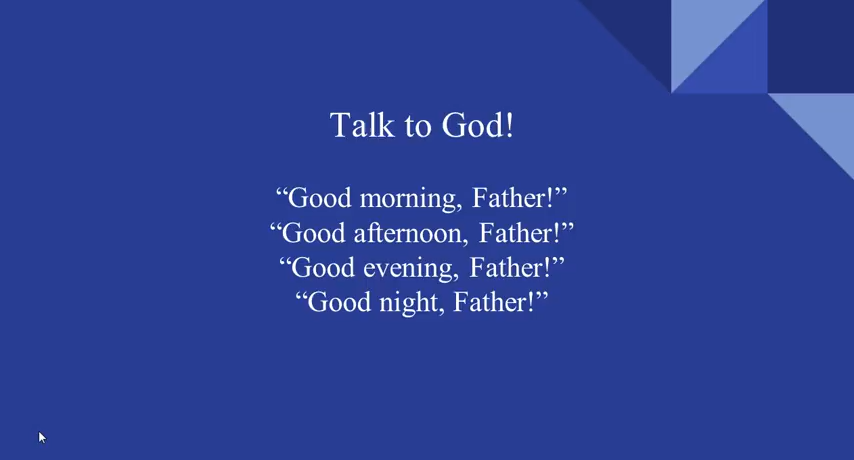 Talk to God!
“Good morning, Father!”
“Good afternoon, Father!”
“Good evening, Father!”
“Good night, Father!”